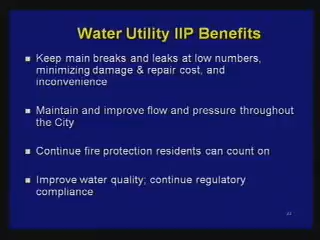 Water Utility IIP Benefits
Keep main breaks and leaks at low numbers,
minimizing damage & repair cost, and
inconvenience
Maintain and improve flow and pressure throughout
the City
Continue fire protection residents can count on
Improve water quality; continue regulatory
compliance